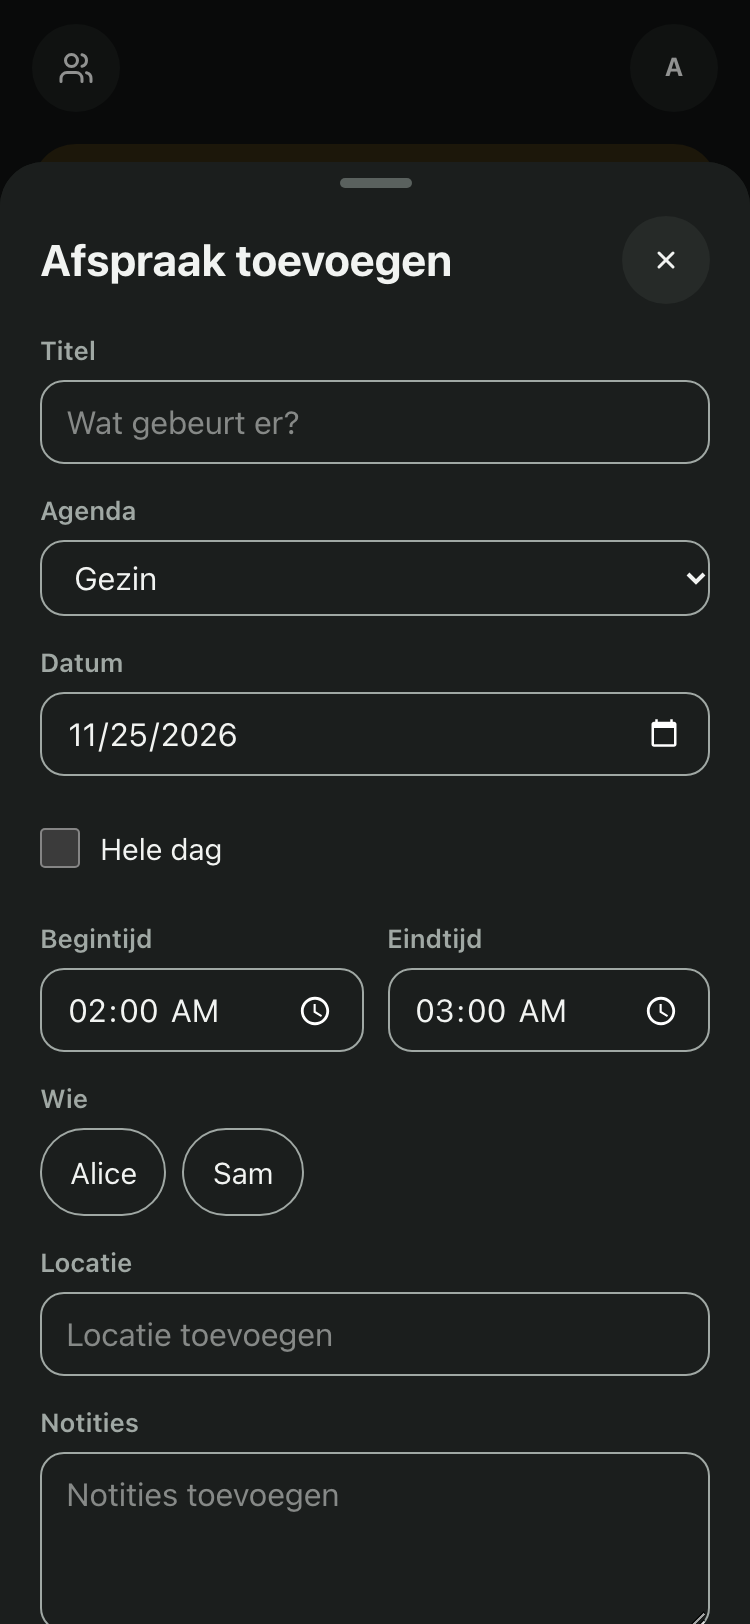 A
Afspraak toevoegen
Titel
Wat gebeurt er?
Agenda
Gezin
Datum
11/25/2026
Hele dag
Begintijd Eindtijd
02:00 AM 03:00 AM
Wie
Alice Sam
Locatie
Locatie toevoegen
Notities
Notities toevoegen